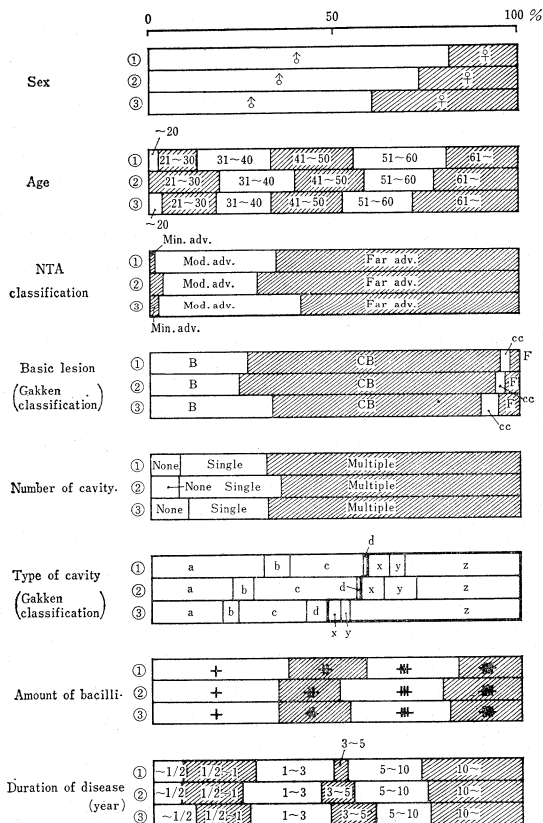 0 50 100 %
Sex
① ♂ ♀
② ♂ ♀
③ ♂ ♀
~20
Age
① 21~30 31~40 41~50 51~60 61~
② 21~30 31~40 41~50 51~60 61~
③ 21~30 31~40 41~50 51~60 61~
~20
Min. adv.
NTA classification
① Mod. adv. Far adv.
② Mod. adv. Far adv.
③ Mod. adv. Far adv.
Min. adv.
cc
Basic lesion
(Gakken classification)
① B CB F
② B CB F cc
③ B CB F
cc
Number of cavity
① None Single Multiple
② None Single Multiple
③ None Single Multiple
d
Type of cavity
(Gakken classification)
① a b c x y z
② a b c d x y z
③ a b c d z
x y
Amount of bacilli
① + ++ +++ ++++
② + ++ +++ ++++
③ + ++ +++ ++++
3~5
Duration of disease
(year)
① ~1/2 1/2~1 1~3 5~10 10~
② ~1/2 1/2~1 1~3 3~5 5~10 10~
③ ~1/2 1/2~1 1~3 3~5 5~10 10~